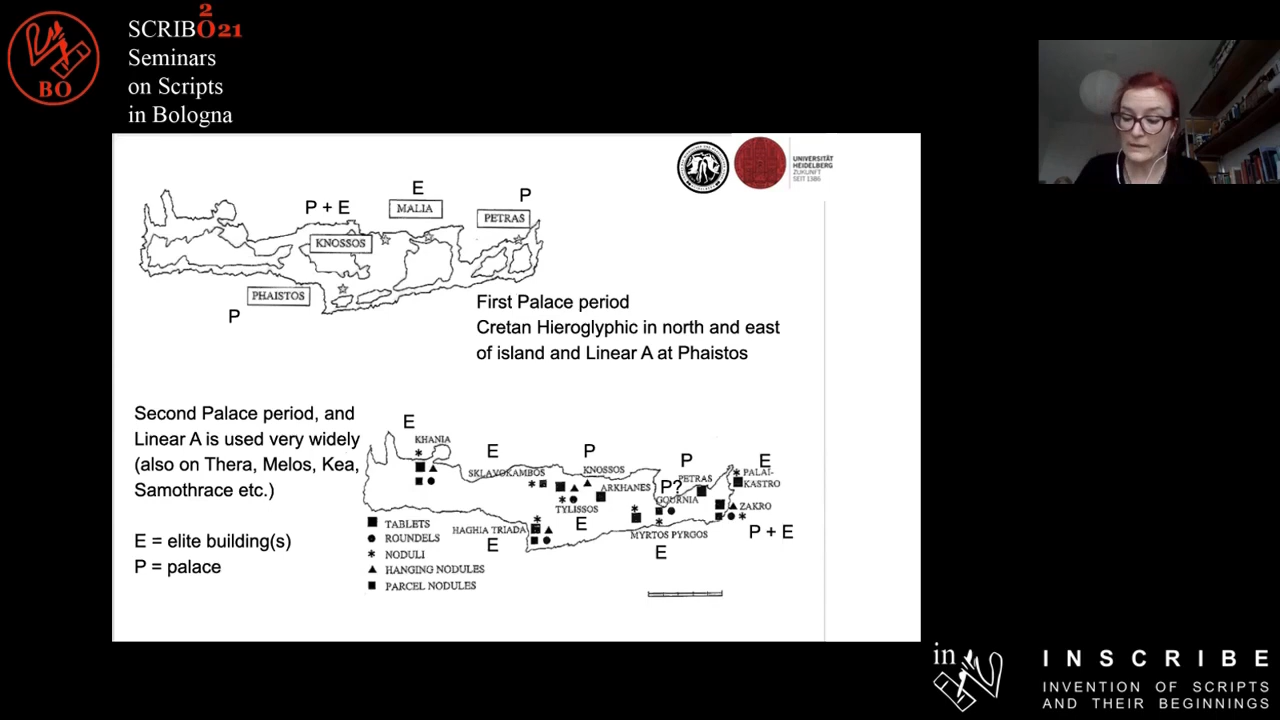 2
SCRIBO21
Seminars
on Scripts
in Bologna
BO
UNIVERSITÄT
HEIDELBERG
ZUKUNFT
SEIT 1386
E
P
P + E
MALIA
PETRAS
KNOSSOS
PHAISTOS
P
First Palace period
Cretan Hieroglyphic in north and east
of island and Linear A at Phaistos
Second Palace period, and
Linear A is used very widely
(also on Thera, Melos, Kea,
Samothrace etc.)
E = elite building(s)
P = palace
E
KHANIA
E
SKLAVOKAMBOS
P
KNOSSOS
ARKHANES
TYLISSOS
E
P
PETRAS
P?
GOURNIA
E
PALAI-
KASTRO
ZAKRO
P + E
HAGHIA TRIADA
E
MYRTOS PYRGOS
E
TABLETS
ROUNDELS
NODULI
HANGING NODULES
PARCEL NODULES
in
INSCRIBE
INVENTION OF SCRIPTS
AND THEIR BEGINNINGS